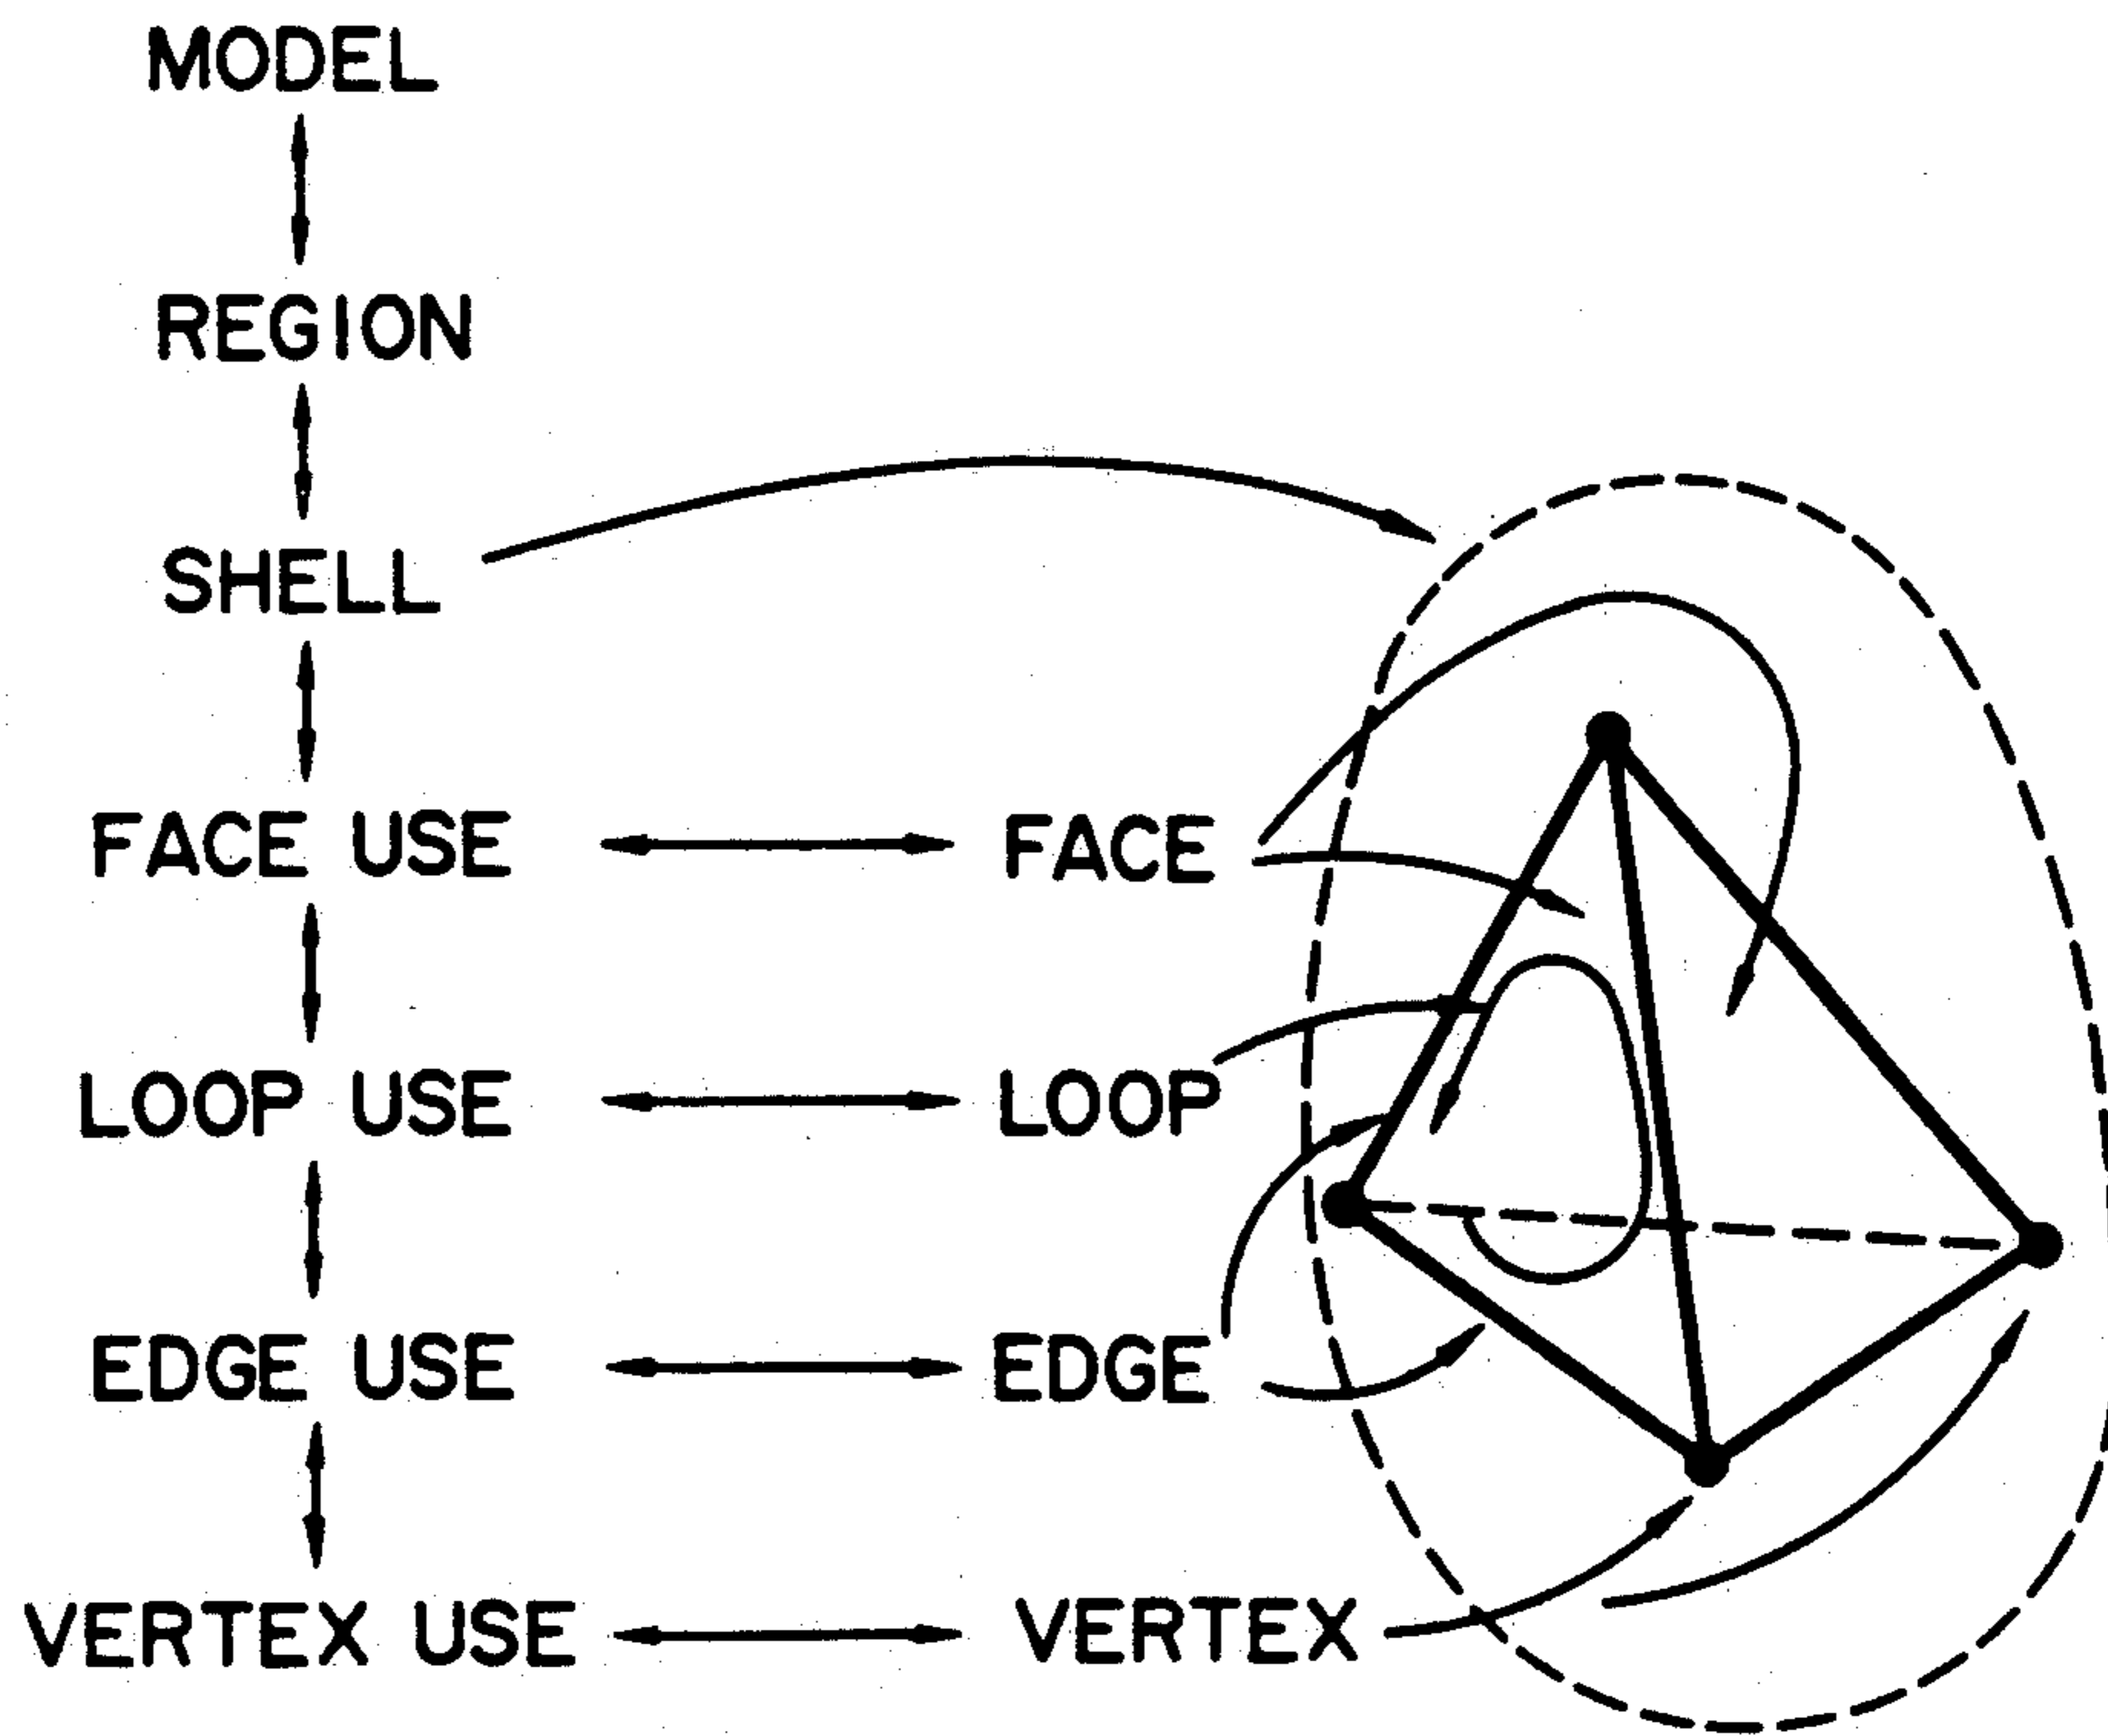 MODEL
REGION
SHELL
FACE USE FACE
LOOP USE LOOP
EDGE USE EDGE
VERTEX USE VERTEX